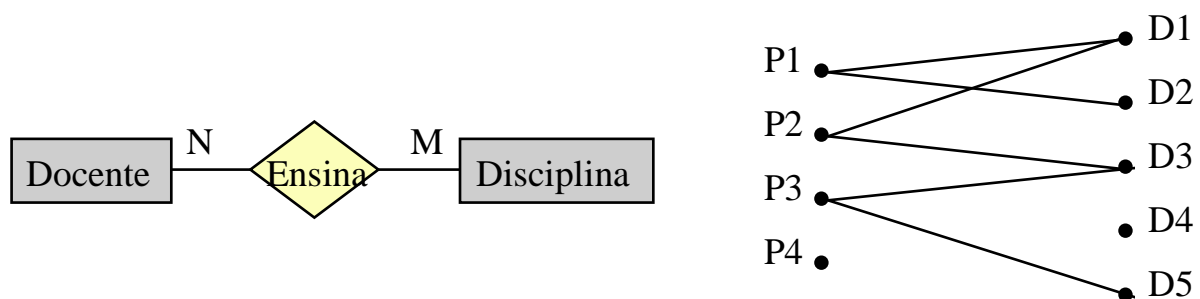 Docente
N
Ensina
M
Disciplina
P1
P2
P3
P4
D1
D2
D3
D4
D5